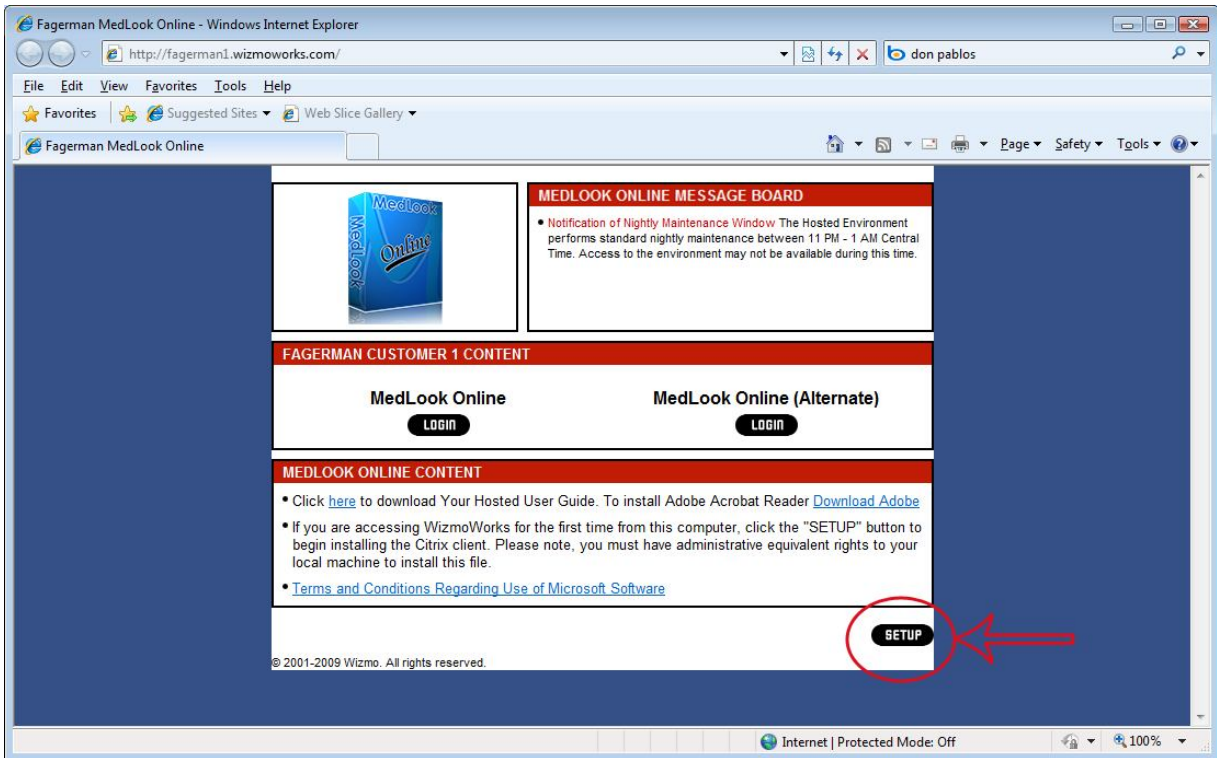 Fagerman MedLook Online - Windows Internet Explorer
http://fagerman1.wizmoworks.com/
don pablos
File Edit View Favorites Tools Help
Favorites Suggested Sites Web Slice Gallery
Fagerman MedLook Online
Page Safety Tools
MedLook
MedLook
Online
MEDLOOK ONLINE MESSAGE BOARD
• Notification of Nightly Maintenance Window The Hosted Environment
performs standard nightly maintenance between 11 PM - 1 AM Central
Time. Access to the environment may not be available during this time.
FAGERMAN CUSTOMER 1 CONTENT
MedLook Online MedLook Online (Alternate)
LOGIN LOGIN
MEDLOOK ONLINE CONTENT
• Click here to download Your Hosted User Guide. To install Adobe Acrobat Reader Download Adobe
• If you are accessing WizmoWorks for the first time from this computer, click the "SETUP" button to
begin installing the Citrix client. Please note, you must have administrative equivalent rights to your
local machine to install this file.
• Terms and Conditions Regarding Use of Microsoft Software
SETUP
© 2001-2009 Wizmo. All rights reserved.
Internet | Protected Mode: Off 100%